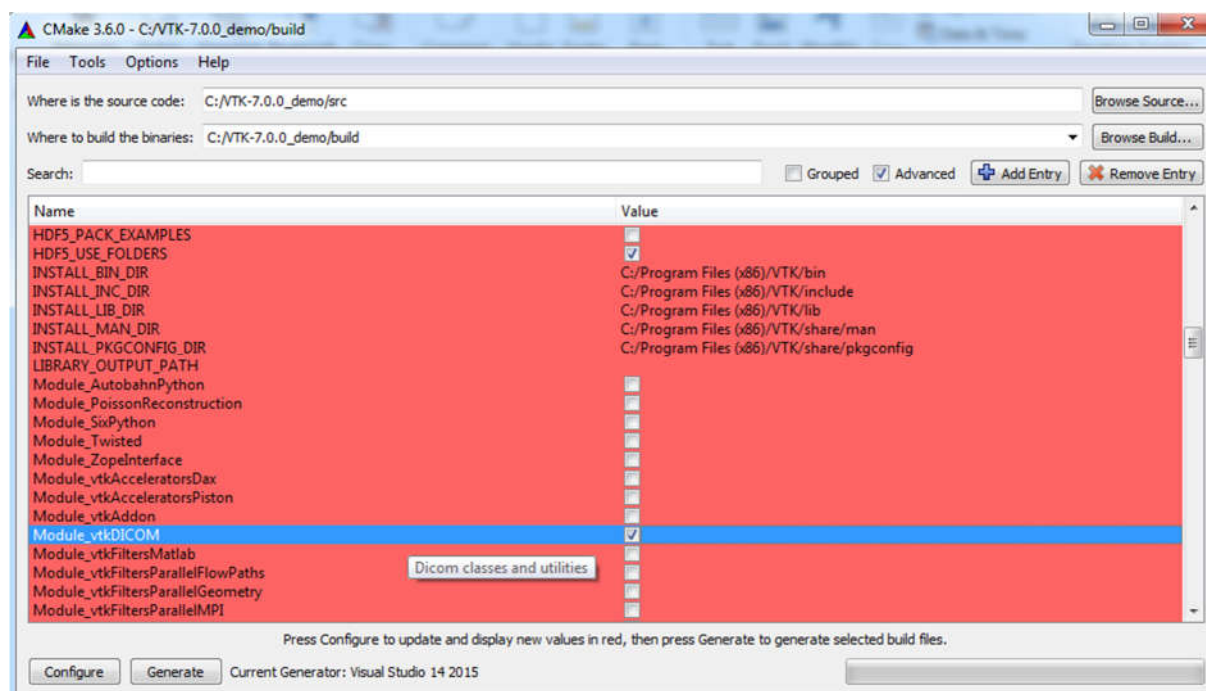 CMake 3.6.0 - C:/VTK-7.0.0_demo/build
File Tools Options Help
Where is the source code: C:/VTK-7.0.0_demo/src Browse Source...
Where to build the binaries: C:/VTK-7.0.0_demo/build Browse Build...
Search: Grouped Advanced Add Entry Remove Entry
Name Value
HDF5_PACK_EXAMPLES
HDF5_USE_FOLDERS
INSTALL_BIN_DIR C:/Program Files (x86)/VTK/bin
INSTALL_INC_DIR C:/Program Files (x86)/VTK/include
INSTALL_LIB_DIR C:/Program Files (x86)/VTK/lib
INSTALL_MAN_DIR C:/Program Files (x86)/VTK/share/man
INSTALL_PKGCONFIG_DIR C:/Program Files (x86)/VTK/share/pkgconfig
LIBRARY_OUTPUT_PATH
Module_AutobahnPython
Module_PoissonReconstruction
Module_SixPython
Module_Twisted
Module_ZopeInterface
Module_vtkAcceleratorsDax
Module_vtkAcceleratorsPiston
Module_vtkAddon
Module_vtkDICOM
Module_vtkFiltersMatlab
Dicom classes and utilities
Module_vtkFiltersParallelFlowPaths
Module_vtkFiltersParallelGeometry
Module_vtkFiltersParallelMPI
Press Configure to update and display new values in red, then press Generate to generate selected build files.
Configure Generate Current Generator: Visual Studio 14 2015